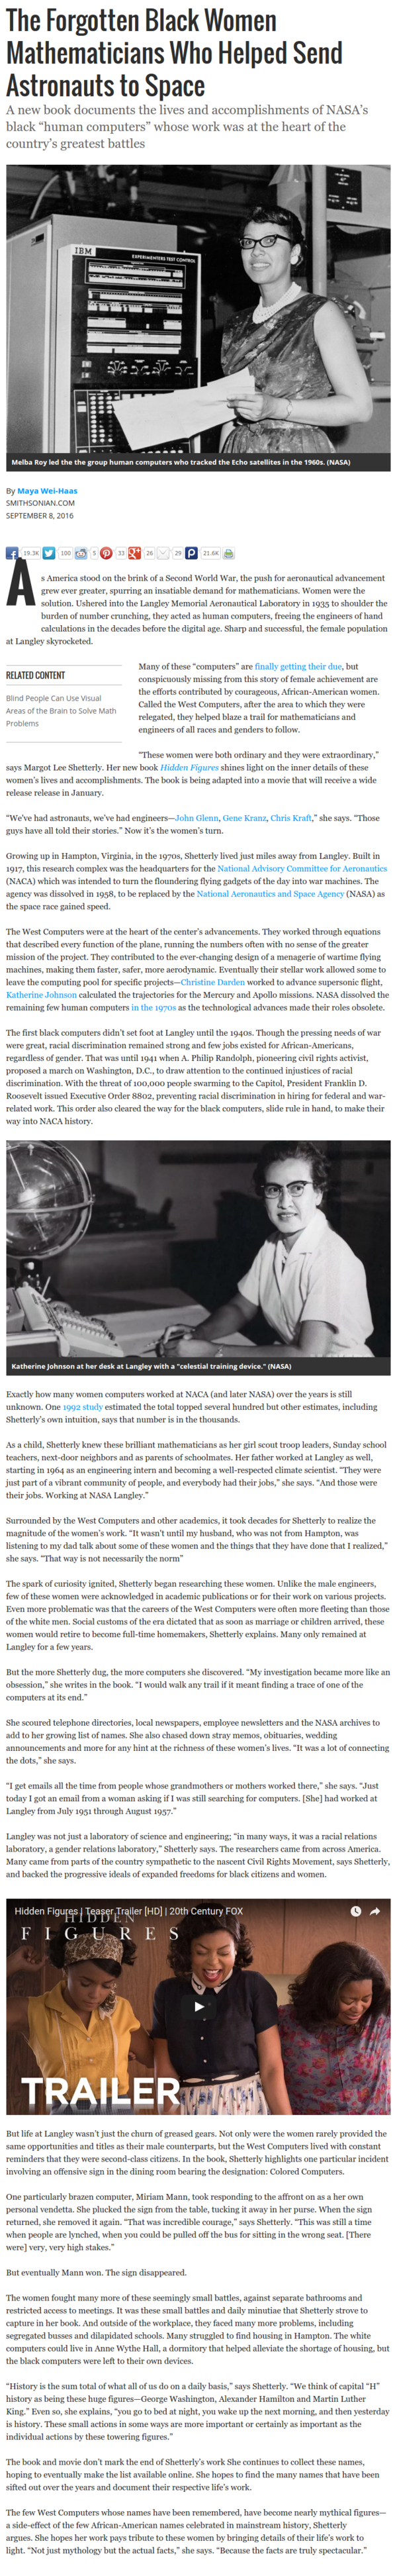 The Forgotten Black Women
Mathematicians Who Helped Send
Astronauts to Space
A new book documents the lives and accomplishments of NASA's
black "human computers" whose work was at the heart of the
country's greatest battles
IBM
EXPERIMENTERS TEST CONTROL
Melba Roy led the the group human computers who tracked the Echo satellites in the 1960s. (NASA)
By Maya Wei-Haas
SMITHSONIAN.COM
SEPTEMBER 8, 2016
19.3K 100 5 33 26 29 21.6K
As America stood on the brink of a Second World War, the push for aeronautical advancement
grew ever greater, spurring an insatiable demand for mathematicians. Women were the
solution. Ushered into the Langley Memorial Aeronautical Laboratory in 1935 to shoulder the
burden of number crunching, they acted as human computers, freeing the engineers of hand
calculations in the decades before the digital age. Sharp and successful, the female population
at Langley skyrocketed.
RELATED CONTENT
Blind People Can Use Visual
Areas of the Brain to Solve Math
Problems
Many of these "computers" are finally getting their due, but
conspicuously missing from this story of female achievement are
the efforts contributed by courageous, African-American women.
Called the West Computers, after the area to which they were
relegated, they helped blaze a trail for mathematicians and
engineers of all races and genders to follow.
"These women were both ordinary and they were extraordinary,"
says Margot Lee Shetterly. Her new book Hidden Figures shines light on the inner details of these
women's lives and accomplishments. The book is being adapted into a movie that will receive a wide
release release in January.
"We've had astronauts, we've had engineers—John Glenn, Gene Kranz, Chris Kraft," she says. "Those
guys have all told their stories." Now it's the women's turn.
Growing up in Hampton, Virginia, in the 1970s, Shetterly lived just miles away from Langley. Built in
1917, this research complex was the headquarters for the National Advisory Committee for Aeronautics
(NACA) which was intended to turn the floundering flying gadgets of the day into war machines. The
agency was dissolved in 1958, to be replaced by the National Aeronautics and Space Agency (NASA) as
the space race gained speed.
The West Computers were at the heart of the center's advancements. They worked through equations
that described every function of the plane, running the numbers often with no sense of the greater
mission of the project. They contributed to the ever-changing design of a menagerie of wartime flying
machines, making them faster, safer, more aerodynamic. Eventually their stellar work allowed some to
leave the computing pool for specific projects—Christine Darden worked to advance supersonic flight,
Katherine Johnson calculated the trajectories for the Mercury and Apollo missions. NASA dissolved the
remaining few human computers in the 1970s as the technological advances made their roles obsolete.
The first black computers didn't set foot at Langley until the 1940s. Though the pressing needs of war
were great, racial discrimination remained strong and few jobs existed for African-Americans,
regardless of gender. That was until 1941 when A. Philip Randolph, pioneering civil rights activist,
proposed a march on Washington, D.C., to draw attention to the continued injustices of racial
discrimination. With the threat of 100,000 people swarming to the Capitol, President Franklin D.
Roosevelt issued Executive Order 8802, preventing racial discrimination in hiring for federal and war-
related work. This order also cleared the way for the black computers, slide rule in hand, to make their
way into NACA history.
Katherine Johnson at her desk at Langley with a "celestial training device." (NASA)
Exactly how many women computers worked at NACA (and later NASA) over the years is still
unknown. One 1992 study estimated the total topped several hundred but other estimates, including
Shetterly's own intuition, says that number is in the thousands.
As a child, Shetterly knew these brilliant mathematicians as her girl scout troop leaders, Sunday school
teachers, next-door neighbors and as parents of schoolmates. Her father worked at Langley as well,
starting in 1964 as an engineering intern and becoming a well-respected climate scientist. "They were
just part of a vibrant community of people, and everybody had their jobs," she says. "And those were
their jobs. Working at NASA Langley."
Surrounded by the West Computers and other academics, it took decades for Shetterly to realize the
magnitude of the women's work. "It wasn't until my husband, who was not from Hampton, was
listening to my dad talk about some of these women and the things that they have done that I realized,"
she says. "That way is not necessarily the norm"
The spark of curiosity ignited, Shetterly began researching these women. Unlike the male engineers,
few of these women were acknowledged in academic publications or for their work on various projects.
Even more problematic was that the careers of the West Computers were often more fleeting than those
of the white men. Social customs of the era dictated that as soon as marriage or children arrived, these
women would retire to become full-time homemakers, Shetterly explains. Many only remained at
Langley for a few years.
But the more Shetterly dug, the more computers she discovered. "My investigation became more like an
obsession," she writes in the book. "I would walk any trail if it meant finding a trace of one of the
computers at its end."
She scoured telephone directories, local newspapers, employee newsletters and the NASA archives to
add to her growing list of names. She also chased down stray memos, obituaries, wedding
announcements and more for any hint at the richness of these women's lives. "It was a lot of connecting
the dots," she says.
"I get emails all the time from people whose grandmothers or mothers worked there," she says. "Just
today I got an email from a woman asking if I was still searching for computers. [She] had worked at
Langley from July 1951 through August 1957."
Langley was not just a laboratory of science and engineering; "in many ways, it was a racial relations
laboratory, a gender relations laboratory," Shetterly says. The researchers came from across America.
Many came from parts of the country sympathetic to the nascent Civil Rights Movement, says Shetterly,
and backed the progressive ideals of expanded freedoms for black citizens and women.
Hidden Figures | Teaser Trailer [HD] | 20th Century FOX
HIDDEN
FIGURES
TRAILER
But life at Langley wasn't just the churn of greased gears. Not only were the women rarely provided the
same opportunities and titles as their male counterparts, but the West Computers lived with constant
reminders that they were second-class citizens. In the book, Shetterly highlights one particular incident
involving an offensive sign in the dining room bearing the designation: Colored Computers.
One particularly brazen computer, Miriam Mann, took responding to the affront on as a her own
personal vendetta. She plucked the sign from the table, tucking it away in her purse. When the sign
returned, she removed it again. "That was incredible courage," says Shetterly. "This was still a time
when people are lynched, when you could be pulled off the bus for sitting in the wrong seat. [There
were] very, very high stakes."
But eventually Mann won. The sign disappeared.
The women fought many more of these seemingly small battles, against separate bathrooms and
restricted access to meetings. It was these small battles and daily minutiae that Shetterly strove to
capture in her book. And outside of the workplace, they faced many more problems, including
segregated busses and dilapidated schools. Many struggled to find housing in Hampton. The white
computers could live in Anne Wythe Hall, a dormitory that helped alleviate the shortage of housing, but
the black computers were left to their own devices.
"History is the sum total of what all of us do on a daily basis," says Shetterly. "We think of capital "H"
history as being these huge figures—George Washington, Alexander Hamilton and Martin Luther
King." Even so, she explains, "you go to bed at night, you wake up the next morning, and then yesterday
is history. These small actions in some ways are more important or certainly as important as the
individual actions by these towering figures."
The book and movie don't mark the end of Shetterly's work She continues to collect these names,
hoping to eventually make the list available online. She hopes to find the many names that have been
sifted out over the years and document their respective life's work.
The few West Computers whose names have been remembered, have become nearly mythical figures—
a side-effect of the few African-American names celebrated in mainstream history, Shetterly
argues. She hopes her work pays tribute to these women by bringing details of their life's work to
light. "Not just mythology but the actual facts," she says. "Because the facts are truly spectacular."